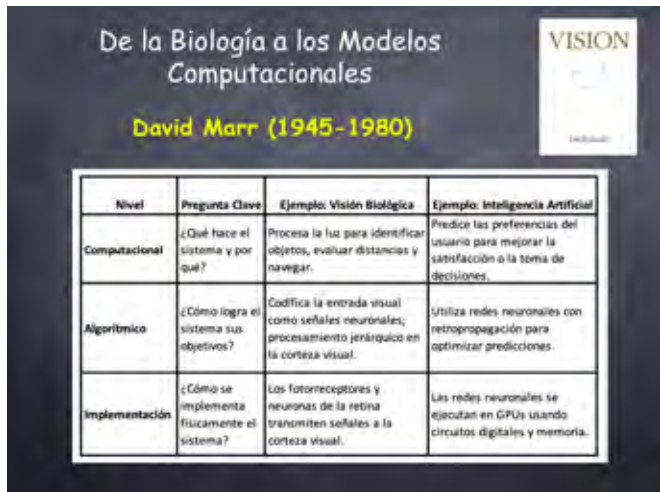 De la Biología a los Modelos
Computacionales
VISION
David Marr (1945-1980)
Nivel
Pregunta Clave
Ejemplo: Visión Biológica
Ejemplo: Inteligencia Artificial
Computacional
¿Qué hace el
sistema y por
qué?
Procesa la luz para identificar
objetos, evaluar distancias y
navegar.
Predice las preferencias del
usuario para mejorar la
satisfacción o la toma de
decisiones.
Algorítmico
¿Cómo logra el
sistema sus
objetivos?
Codifica la entrada visual
como señales neuronales;
procesamiento jerárquico en
la corteza visual.
Utiliza redes neuronales con
retropropagación para
optimizar predicciones.
Implementación
¿Cómo se
implementa
físicamente el
sistema?
Los fotorreceptores y
neuronas de la retina
transmiten señales a la
corteza visual.
Las redes neuronales se
ejecutan en GPUs usando
circuitos digitales y memoria.